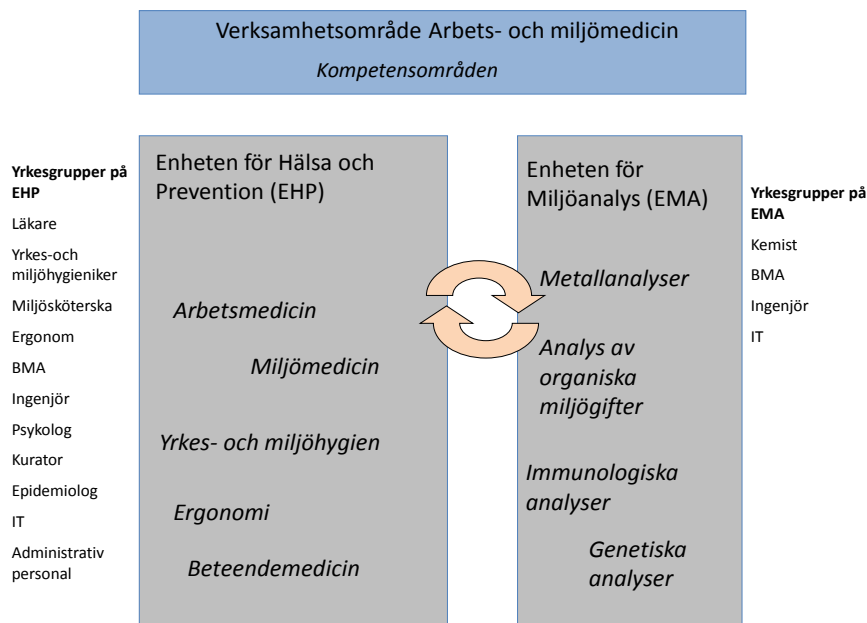 Verksamhetsområde Arbets- och miljömedicin
Kompetensområden
Yrkesgrupper på
EHP
Läkare
Yrkes-och
miljöhygieniker
Miljösköterska
Ergonom
BMA
Ingenjör
Psykolog
Kurator
Epidemiolog
IT
Administrativ
personal
Enheten för Hälsa och
Prevention (EHP)
Arbetsmedicin
Miljömedicin
Yrkes- och miljöhygien
Ergonomi
Beteendemedicin
Enheten för
Miljöanalys (EMA)
Metallanalyser
Analys av
organiska
miljögifter
Immunologiska
analyser
Genetiska
analyser
Yrkesgrupper på
EMA
Kemist
BMA
Ingenjör
IT